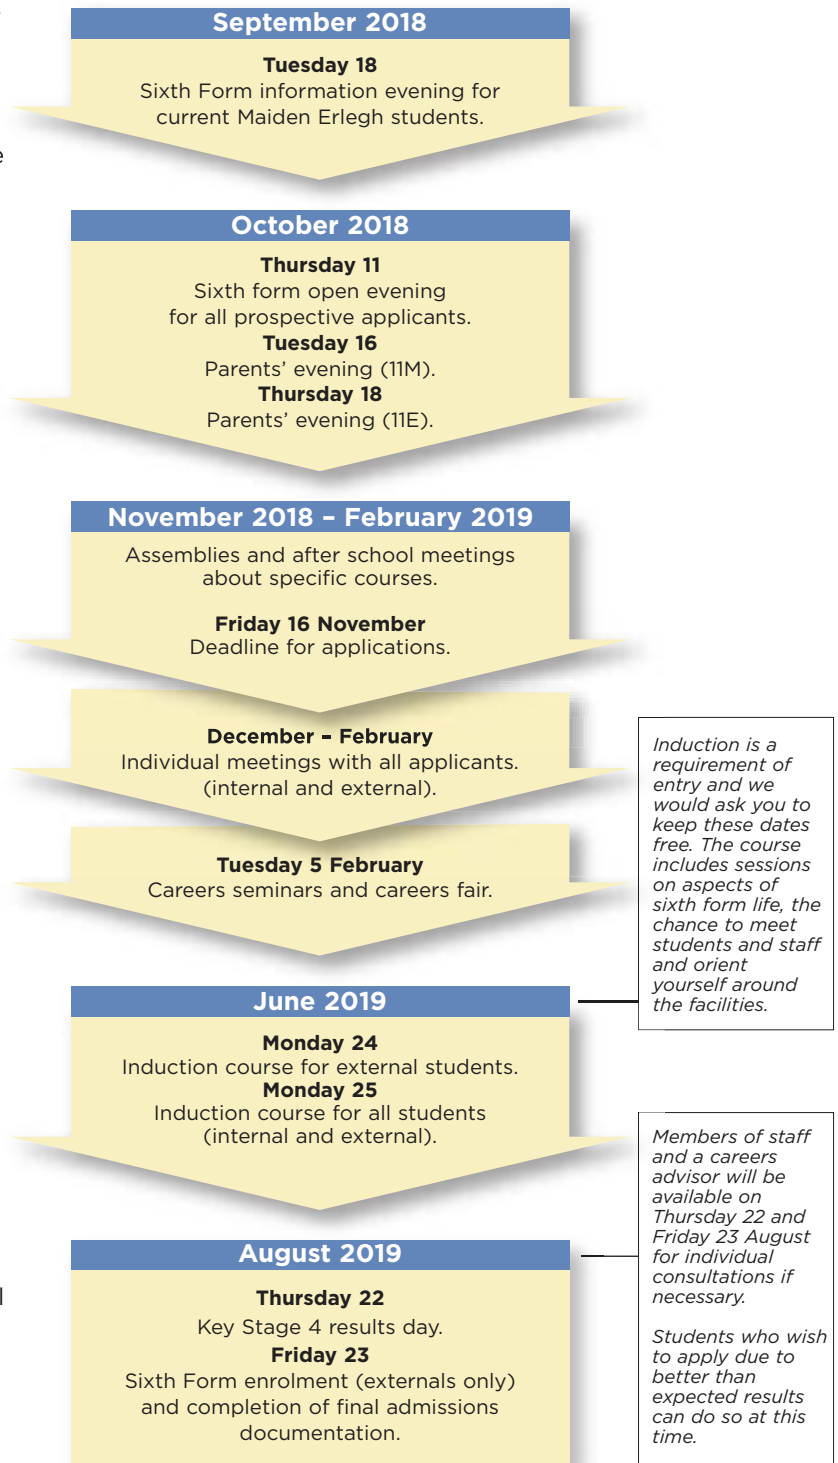 September 2018
Tuesday 18
Sixth Form information evening for
current Maiden Erlegh students.
e
October 2018
Thursday 11
Sixth form open evening
for all prospective applicants.
Tuesday 16
Parents’ evening (11M).
Thursday 18
Parents’ evening (11E).
November 2018 – February 2019
Assemblies and after school meetings
about specific courses.
Friday 16 November
Deadline for applications.
December – February
Individual meetings with all applicants.
(internal and external).
Tuesday 5 February
Careers seminars and careers fair.
Induction is a
requirement of
entry and we
would ask you to
keep these dates
free. The course
includes sessions
on aspects of
sixth form life, the
chance to meet
students and staff
and orient
yourself around
the facilities.
June 2019
Monday 24
Induction course for external students.
Monday 25
Induction course for all students
(internal and external).
Members of staff
and a careers
advisor will be
available on
Thursday 22 and
Friday 23 August
for individual
consultations if
necessary.
Students who wish
to apply due to
better than
expected results
can do so at this
time.
August 2019
Thursday 22
Key Stage 4 results day.
Friday 23
Sixth Form enrolment (externals only)
and completion of final admissions
documentation.